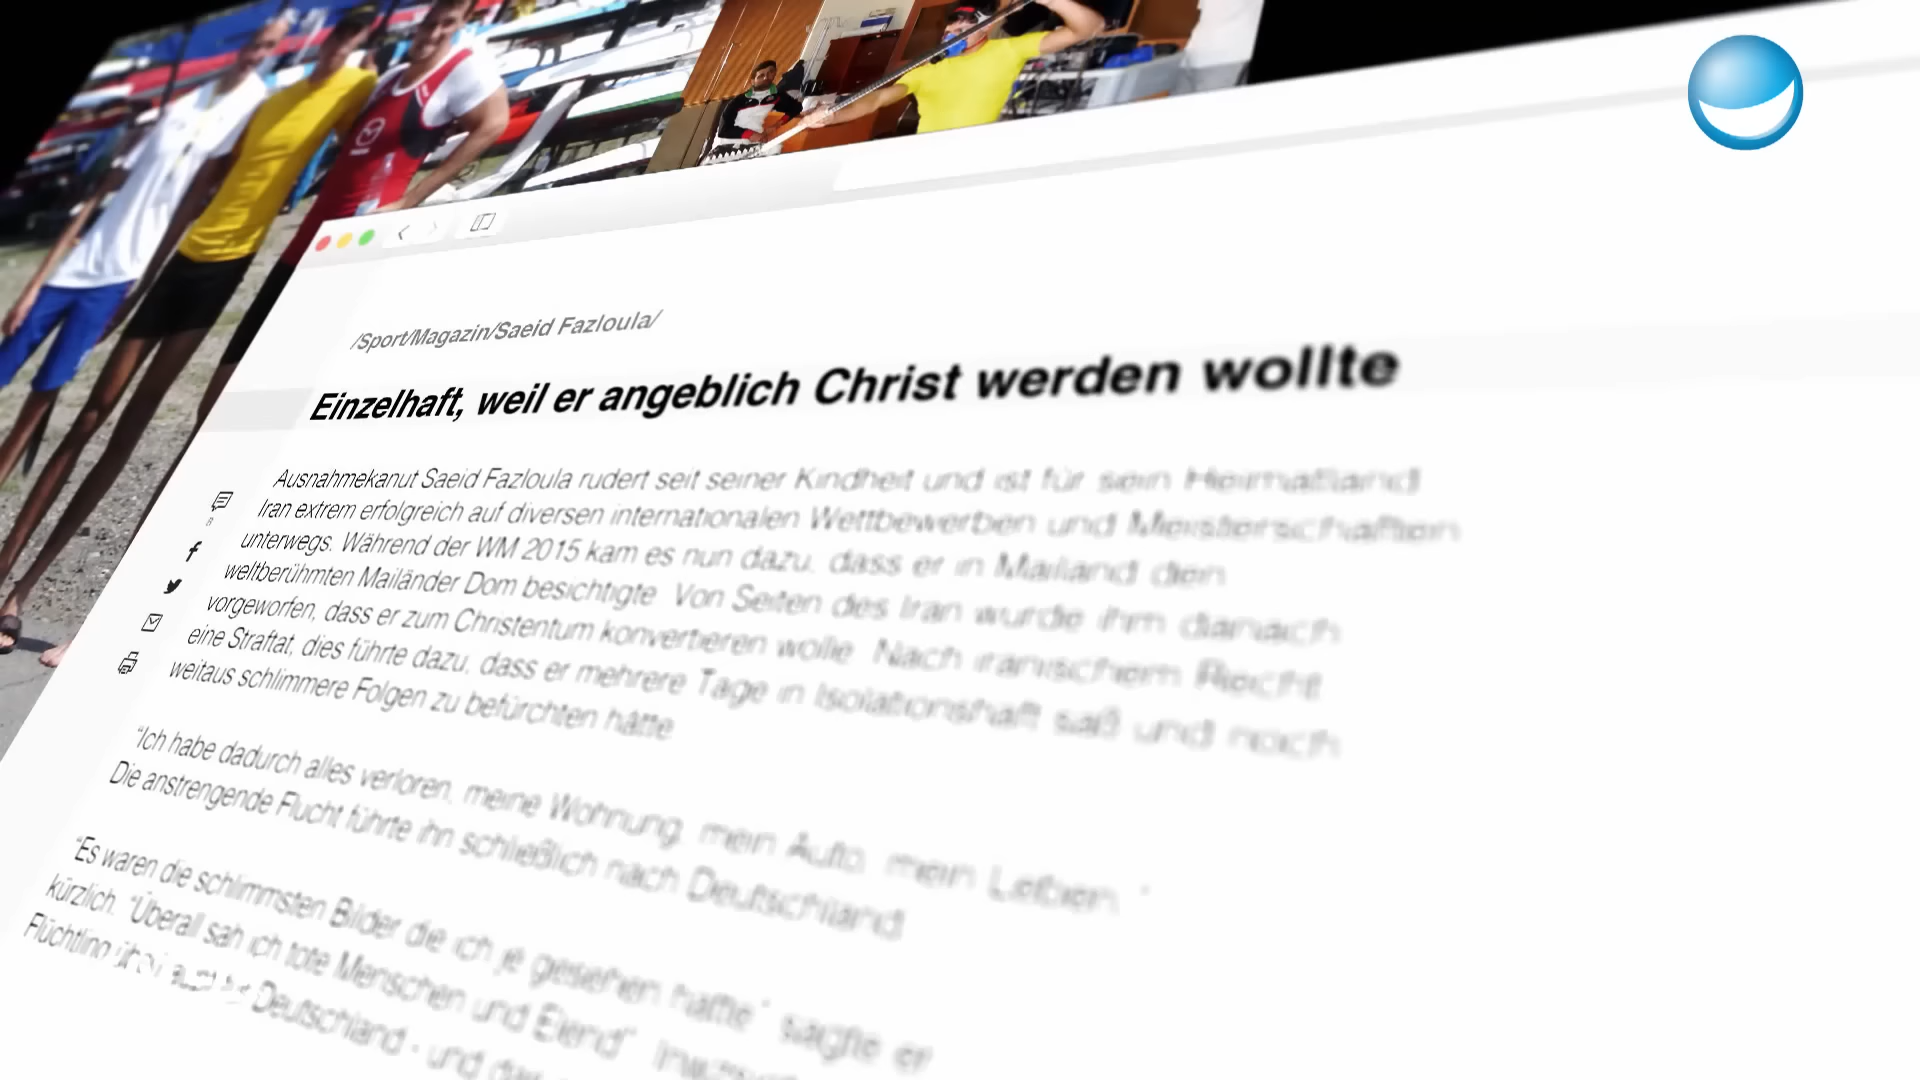 /Sport/Magazin/Saeid Fazloula/
Einzelhaft, weil er angeblich Christ werden wollte
Ausnahmekanut Saeid Fazloula rudert seit seiner Kindheit und ist für sein Heimatland
Iran extrem erfolgreich auf diversen internationalen Wettbewerben und Meisterschaften
unterwegs. Während der WM 2015 kam es nun dazu, dass er in Mailand den
weltberühmten Mailänder Dom besichtigte. Von Seiten des Iran wurde ihm danach
vorgeworfen, dass er zum Christentum konvertieren wolle. Nach iranischem Recht
eine Straftat, dies führte dazu, dass er mehrere Tage in Isolationshaft saß und noch
weitaus schlimmere Folgen zu befürchten hätte
"Ich habe dadurch alles verloren, meine Wohnung, mein Auto, mein Leben."
Die anstrengende Flucht führte ihn schließlich nach Deutschland.
"Es waren die schlimmsten Bilder die ich je gesehen hatte" sagte er
kürzlich. "Überall sah ich tote Menschen und Elend"
Flüchtling Deutschland - und